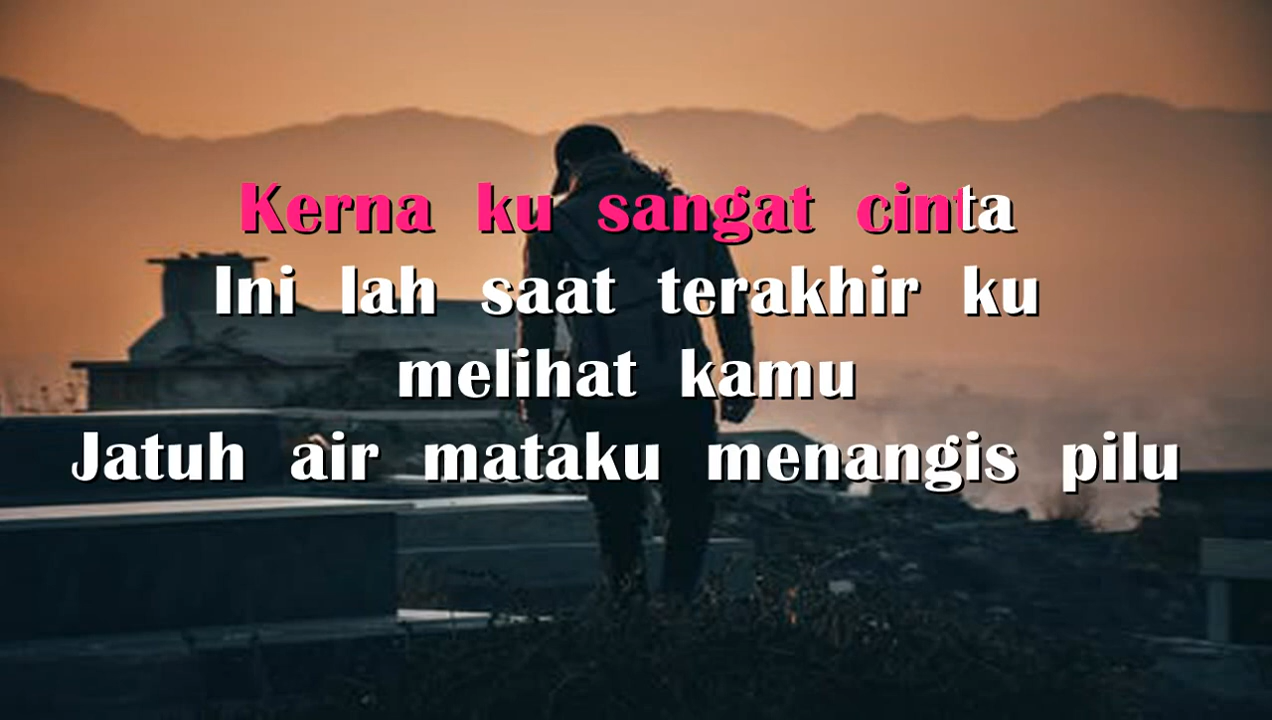 Kerna ku sangat cinta
Ini lah saat terakhir ku
melihat kamu
Jatuh air mataku menangis pilu